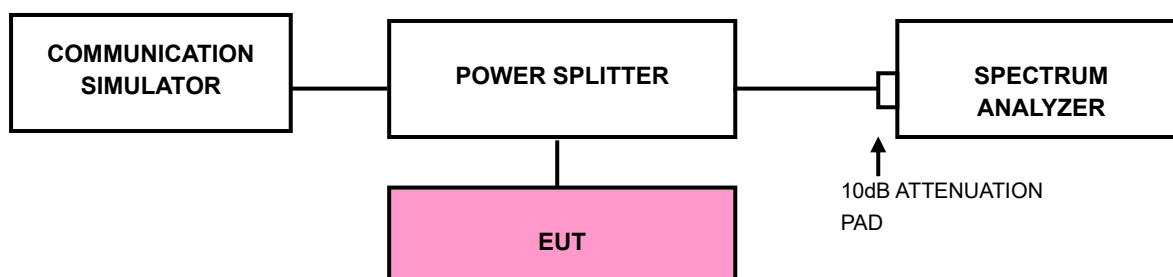 COMMUNICATION
SIMULATOR
POWER SPLITTER
SPECTRUM
ANALYZER
10dB ATTENUATION
PAD
EUT